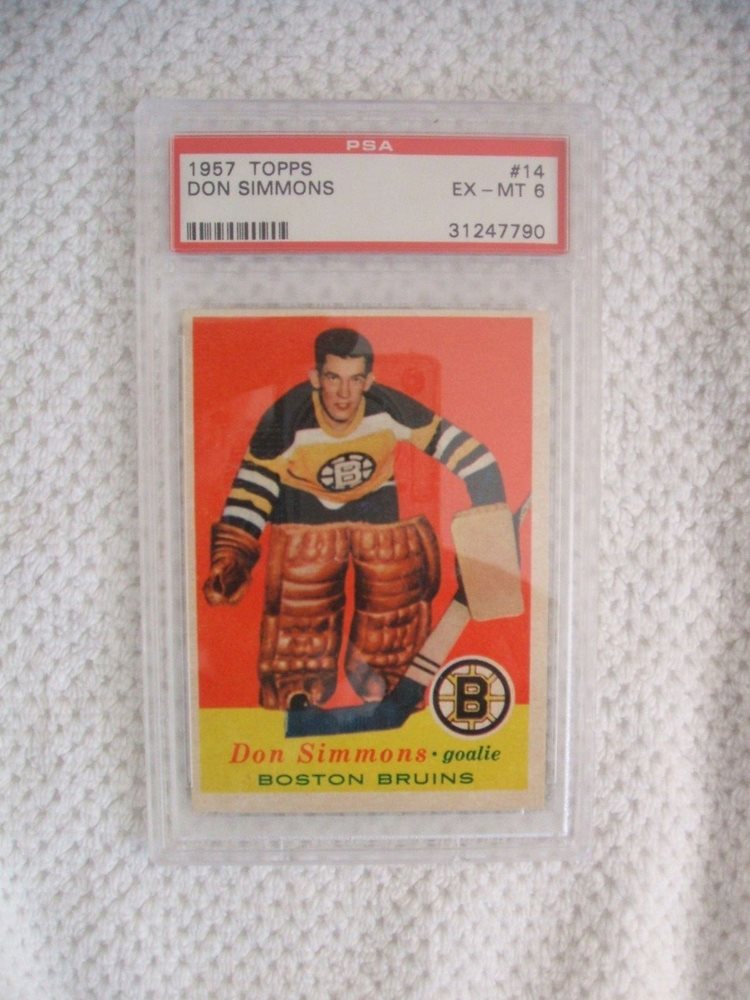 PSA
1957 TOPPS #14
DON SIMMONS EX - MT 6
31247790
B
B
Don Simmons • goalie
BOSTON BRUINS